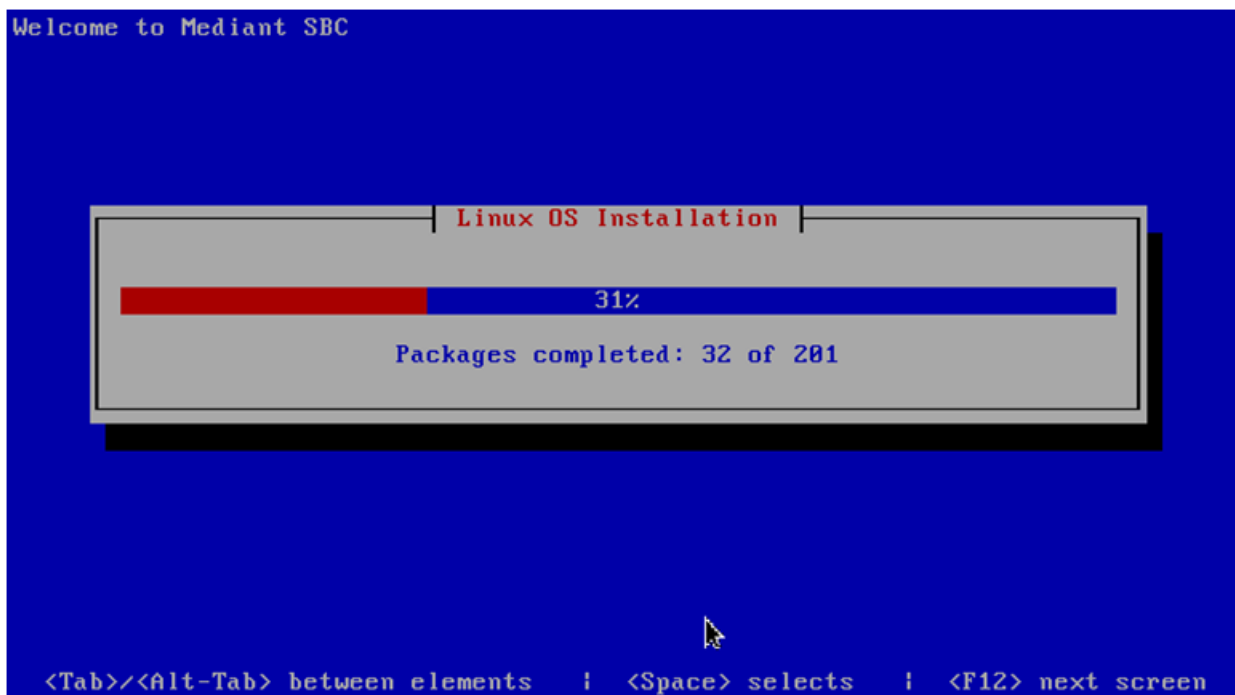 Welcome to Mediant SBC
Linux OS Installation
31%
Packages completed: 32 of 201
<Tab>/<Alt-Tab> between elements | <Space> selects | <F12> next screen